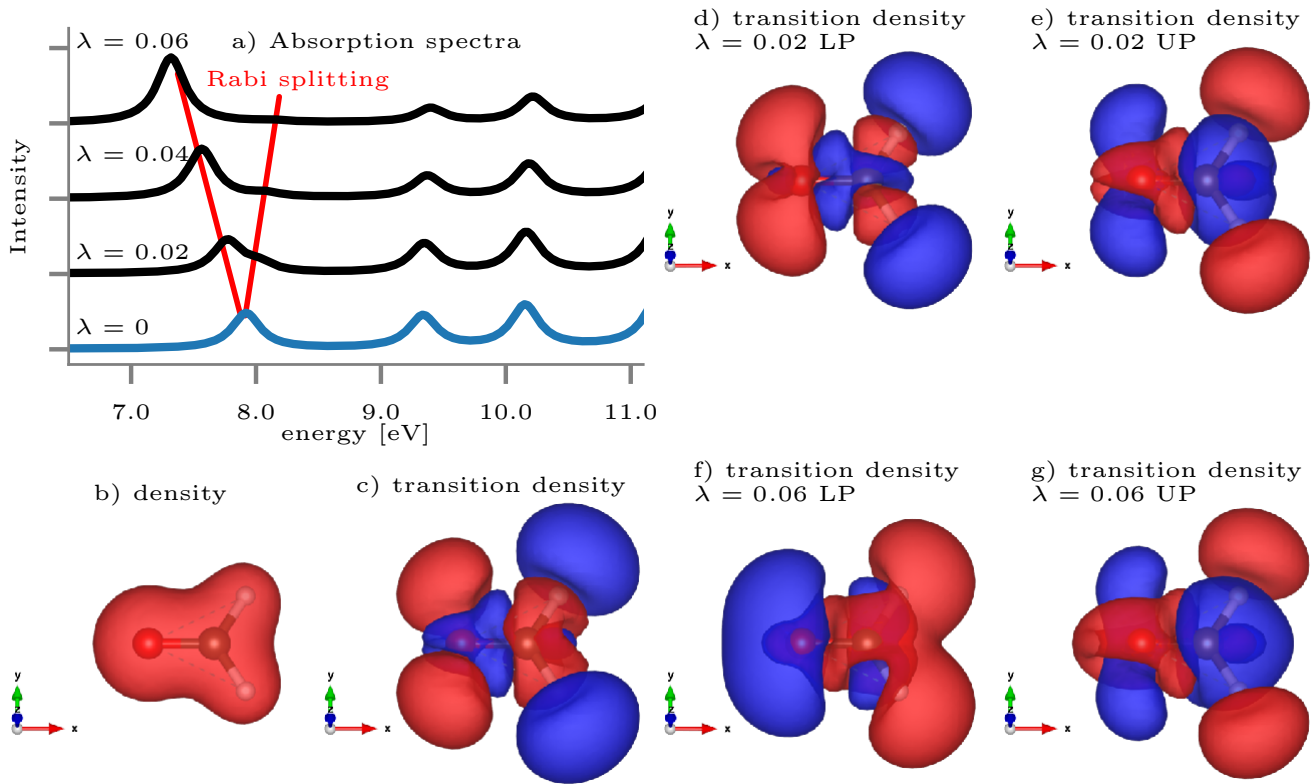 a) Absorption spectra
λ = 0.06
Rabi splitting
λ = 0.04
λ = 0.02
λ = 0
Intensity
7.0 8.0 9.0 10.0 11.0
energy [eV]
d) transition density
λ = 0.02 LP
y
z
x
e) transition density
λ = 0.02 UP
y
z
x
b) density
y
z
x
c) transition density
y
z
x
f) transition density
λ = 0.06 LP
y
z
x
g) transition density
λ = 0.06 UP
y
z
x